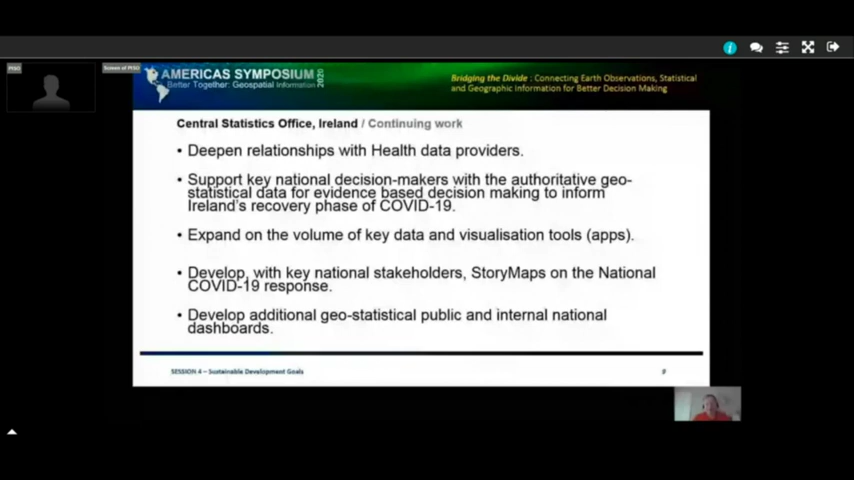 PTSO
Screen of PTSO
AMERICAS SYMPOSIUM 2020
Better Together: Geospatial Information
Bridging the Divide : Connecting Earth Observations, Statistical
and Geographic Information for Better Decision Making
Central Statistics Office, Ireland / Continuing work
• Deepen relationships with Health data providers.
• Support key national decision-makers with the authoritative geo-
statistical data for evidence based decision making to inform
Ireland's recovery phase of COVID-19.
• Expand on the volume of key data and visualisation tools (apps).
• Develop, with key national stakeholders, StoryMaps on the National
COVID-19 response.
• Develop additional geo-statistical public and internal national
dashboards.
SESSION 4 – Sustainable Development Goals